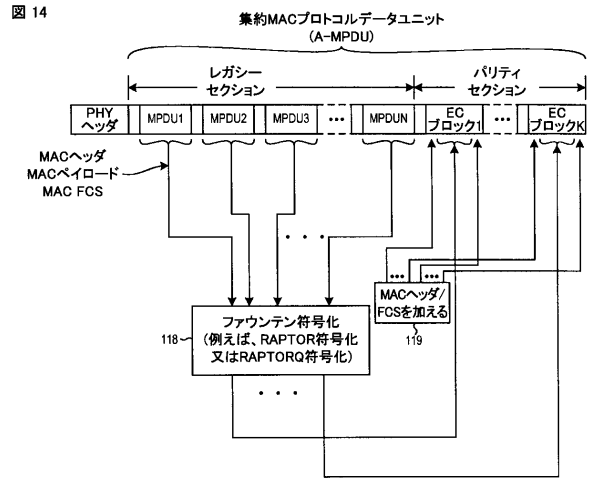 図 14
集約MACプロトコルデータユニット
(A-MPDU)
レガシー
セクション
パリティ
セクション
PHY
ヘッダ
MPDU1
MPDU2
MPDU3
•••
MPDUN
EC
ブロック1
•••
EC
ブロックK
MACヘッダ
MACペイロード
MAC FCS
• • •
•••
•••
MACヘッダ/
FCSを加える
119
118
ファウンテン符号化
(例えば、RAPTOR符号化
又はRAPTORQ符号化)
• • •